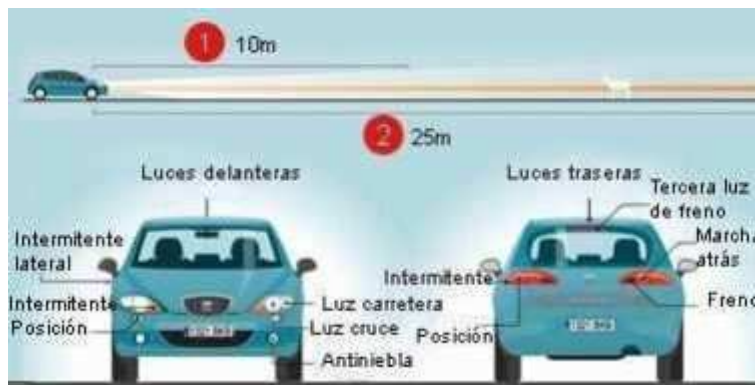 1 10m
2 25m
Luces delanteras
Luces traseras
Tercera luz
de freno
Intermitente
lateral
Marcha
atrás
Intermitente
Intermitente
Posición
Luz carretera
Luz cruce
Posición
Freno
Antiniebla